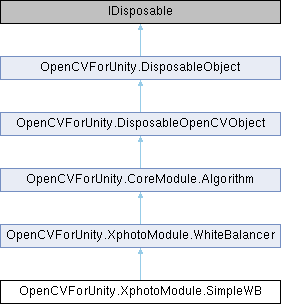 IDisposable
OpenCVForUnity.DisposableObject
OpenCVForUnity.DisposableOpenCVObject
OpenCVForUnity.CoreModule.Algorithm
OpenCVForUnity.XphotoModule.WhiteBalancer
OpenCVForUnity.XphotoModule.SimpleWB